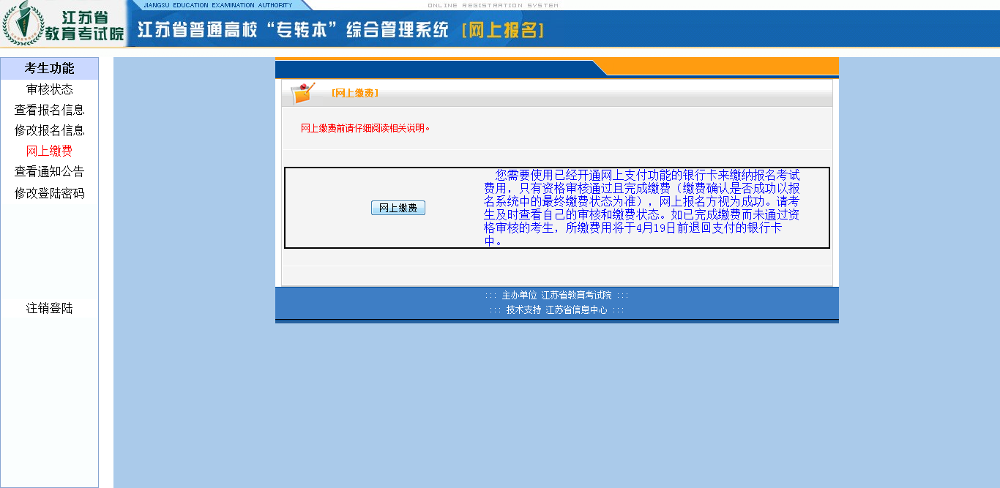 JIANGSU EDUCATION EXAMINATION AUTHORITY
ONLINE REGISTRATION SYSTEM
江苏省
教育考试院
江苏省普通高校“专转本”综合管理系统 [网上报名]
考生功能
审核状态
查看报名信息
修改报名信息
网上缴费
查看通知公告
修改登陆密码
注销登陆
[网上缴费]
网上缴费前请仔细阅读相关说明。
网上缴费
您需要使用已经开通网上支付功能的银行卡来缴纳报名考试
费用，只有资格审核通过且完成缴费（缴费确认是否成功以报
名系统中的最终缴费状态为准），网上报名方视为成功。请考
生及时查看自己的审核和缴费状态。如已完成缴费而未通过资
格审核的考生，所缴费用将于4月19日前退回支付的银行卡
中。
::: 主办单位 江苏省教育考试院 :::
::: 技术支持 江苏省信息中心 :::